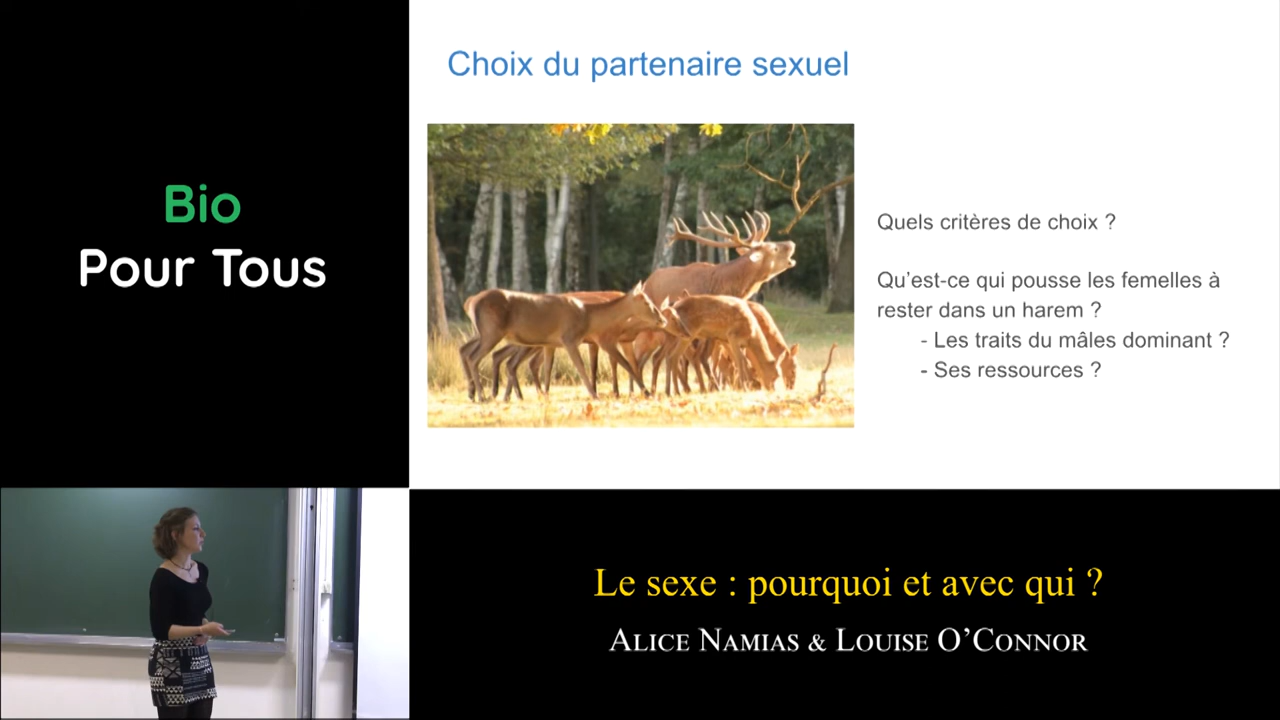 Bio
Pour Tous
Choix du partenaire sexuel
Quels critères de choix ?
Qu'est-ce qui pousse les femelles à
rester dans un harem ?
- Les traits du mâles dominant ?
- Ses ressources ?
Le sexe : pourquoi et avec qui ?
ALICE NAMIAS & LOUISE O'CONNOR